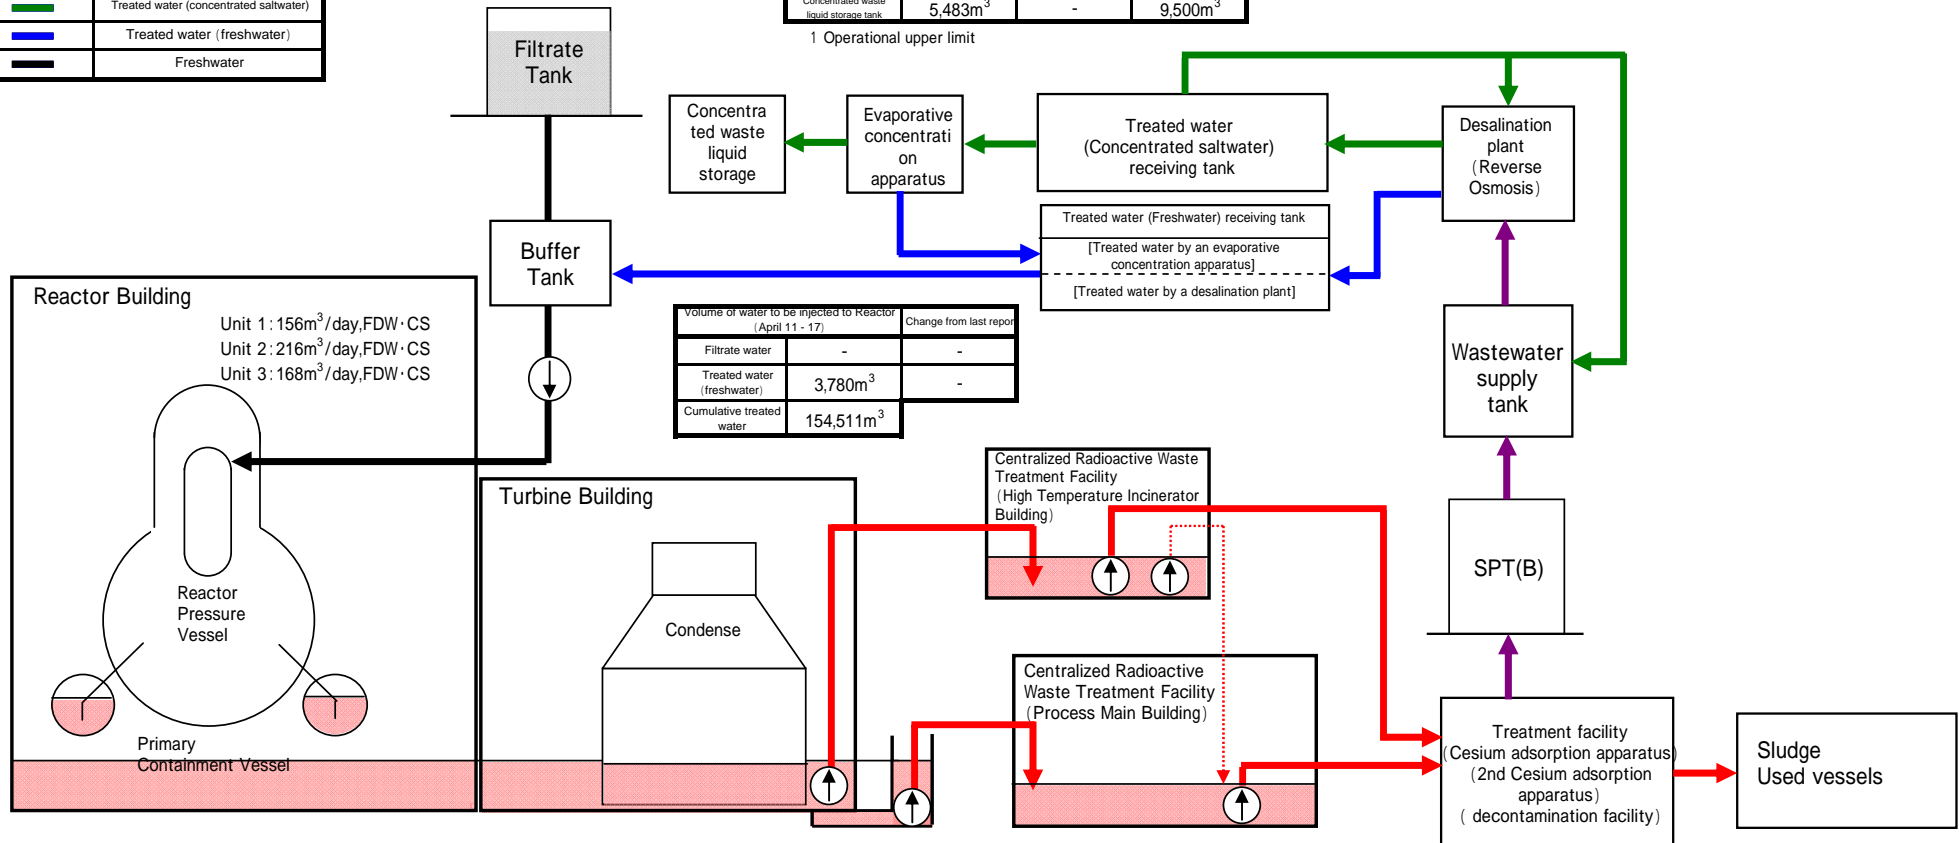 Treated water (concentrated saltwater)
Treated water (freshwater)
Freshwater
Concentrated waste
liquid storage tank
5,483m3
-
9,500m3
1 Operational upper limit
Filtrate
Tank
Concentra
ted waste
liquid
storage
Evaporative
concentrati
on
apparatus
Treated water
(Concentrated saltwater)
receiving tank
Desalination
plant
(Reverse
Osmosis)
Treated water (Freshwater) receiving tank
[Treated water by an evaporative
concentration apparatus]
[Treated water by a desalination plant]
Buffer
Tank
Reactor Building
Unit 1:156m3/day,FDW・CS
Unit 2:216m3/day,FDW・CS
Unit 3:168m3/day,FDW・CS
Volume of water to be injected to Reactor
(April 11 - 17)
Change from last repor
Filtrate water
-
-
Treated water
(freshwater)
3,780m3
-
Cumulative treated
water
154,511m3
Wastewater
supply
tank
Centralized Radioactive Waste
Treatment Facility
(High Temperature Incinerator
Building)
Turbine Building
SPT(B)
Reactor
Pressure
Vessel
Condense
Centralized Radioactive
Waste Treatment Facility
(Process Main Building)
Primary
Containment Vessel
Treatment facility
(Cesium adsorption apparatus)
(2nd Cesium adsorption
apparatus)
( decontamination facility)
Sludge
Used vessels